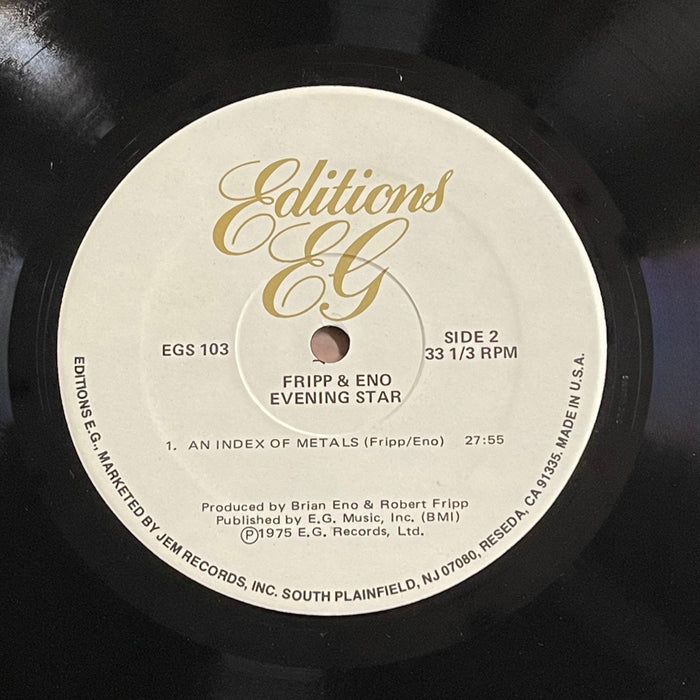 Editions
EG
EGS 103
SIDE 2
33 1/3 RPM
FRIPP & ENO
EVENING STAR
1. AN INDEX OF METALS (Fripp/Eno) 27:55
Produced by Brian Eno & Robert Fripp
Published by E.G. Music, Inc. (BMI)
Ⓟ1975 E.G. Records, Ltd.
EDITIONS E.G., MARKETED BY JEM RECORDS, INC. SOUTH PLAINFIELD, NJ 07080, RESEDA, CA 91335. MADE IN U.S.A.